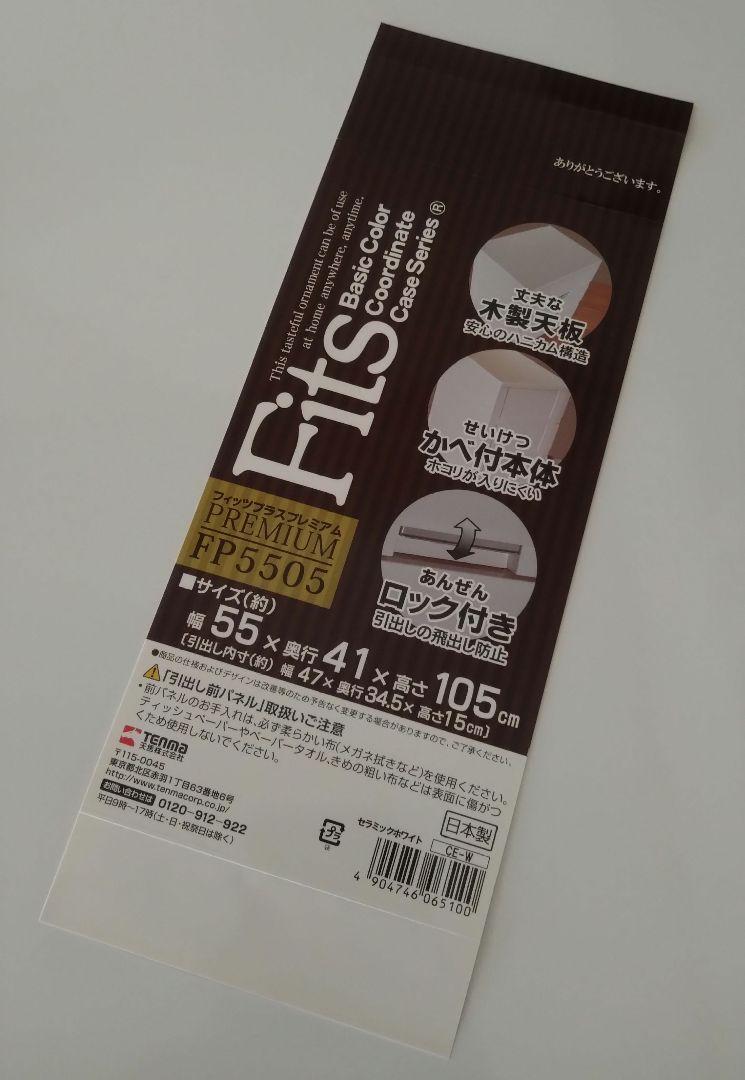 ありがとうございます。
This tasteful ornament can be of use
at home anywhere, anytime.
Fits
Basic Color
Coordinate
Case Series®
丈夫な
木製天板
安心のハニカム構造
せいけつ
かべ付本体
ホコリが入りにくい
あんぜん
ロック付き
引出しの飛出し防止
フィッツプラスプレミアム
PREMIUM
FP5505
■サイズ(約)
幅55×奥行41×高さ105cm
[引出し内寸(約) 幅47×奥行34.5×高さ15cm]
●商品の仕様およびデザインは改善等のため予告なく変更する場合がありますので、ご了承ください。
「引出し前パネル」取扱いご注意
・前パネルのお手入れは、必ず柔らかい布(メガネ拭きなど)を使用ください。
ティッシュペーパーやペーパータオル、きめの粗い布などは表面に傷がつ
くため使用しないでください。
TENMA
天馬株式会社
〒115-0045
東京都北区赤羽1丁目63番地6号
http://www.tenmacorp.co.jp/
お問い合わせは 0120-912-922
平日9時〜17時(土・日・祝祭日は除く)
プラ
セラミックホワイト
日本製
CE-W
4 904746 065100